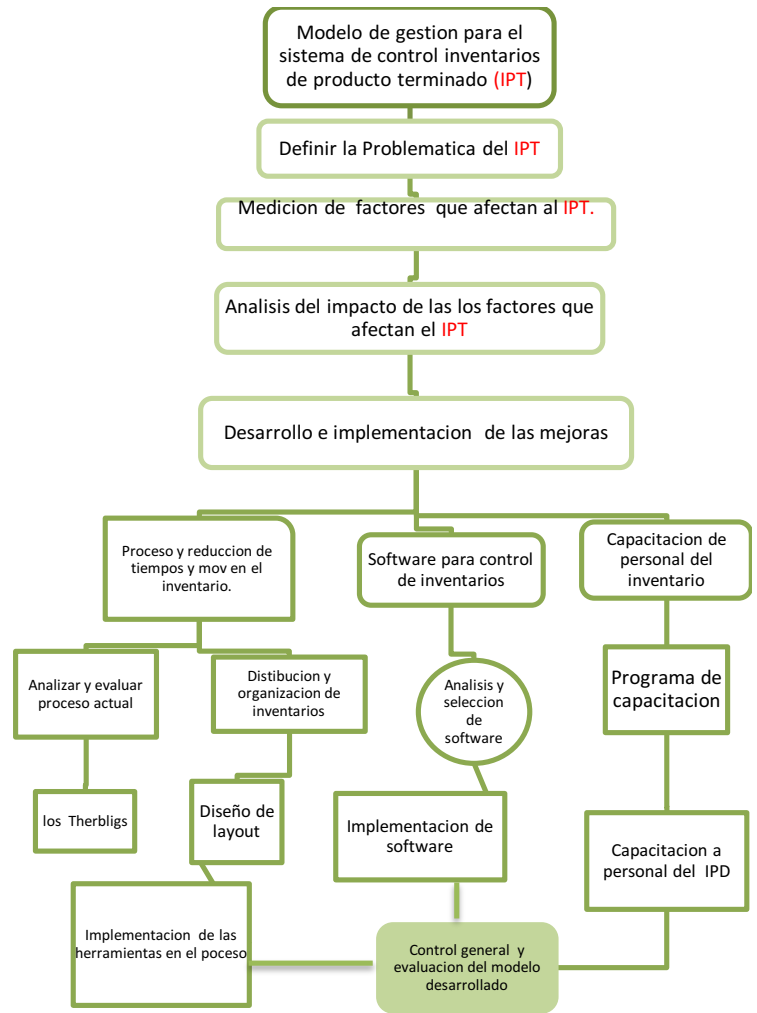 Modelo de gestion para el
sistema de control inventarios
de producto terminado (IPT)
Definir la Problematica del IPT
Medicion de factores que afectan al IPT.
Analisis del impacto de las los factores que
afectan el IPT
Desarrollo e implementacion de las mejoras
Proceso y reduccion de
tiempos y mov en el
inventario.
Software para control
de inventarios
Capacitacion de
personal del
inventario
Analizar y evaluar
proceso actual
Distibucion y
organizacion de
inventarios
Analisis y
seleccion
de
software
Programa de
capacitacion
los Therbligs
Diseño de
layout
Implementacion de
software
Capacitacion a
personal del IPD
Implementacion de las
herramientas en el poceso
Control general y
evaluacion del modelo
desarrollado